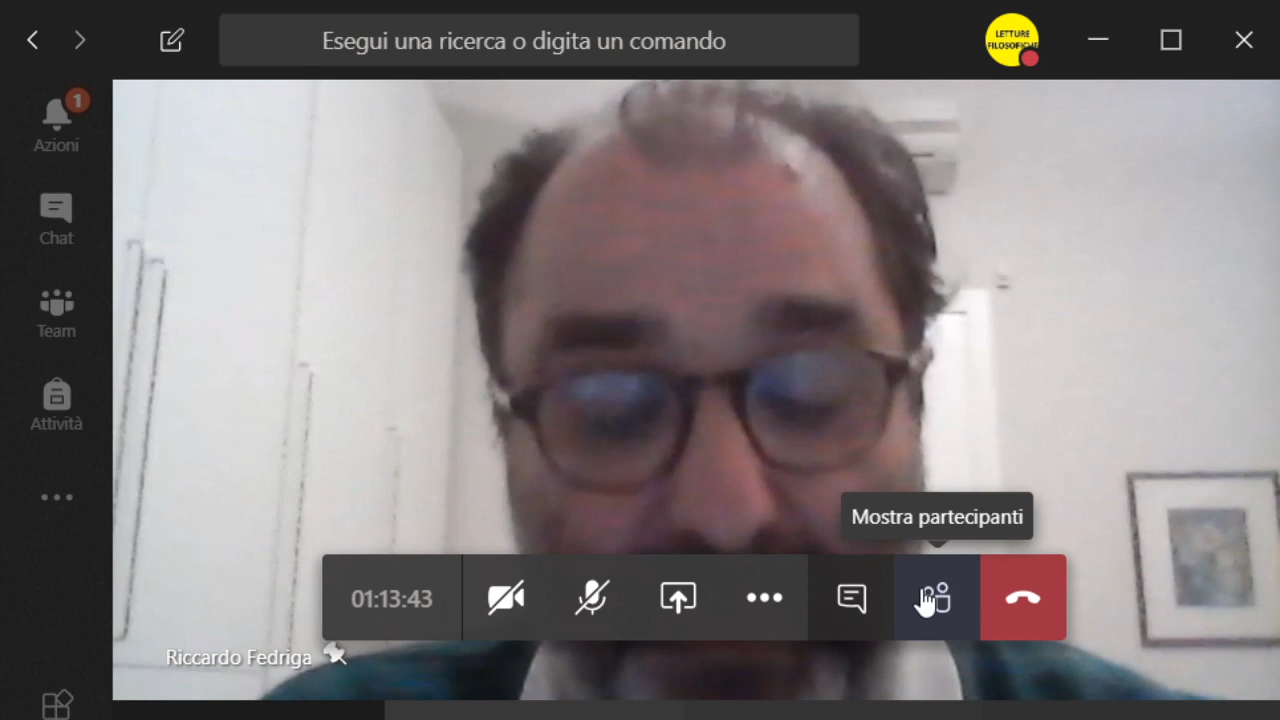 Esegui una ricerca o digita un comando
LETTURE
FILOSOFICHE
1
Azioni
Chat
Team
Attività
Mostra partecipanti
01:13:43
Riccardo Fedriga